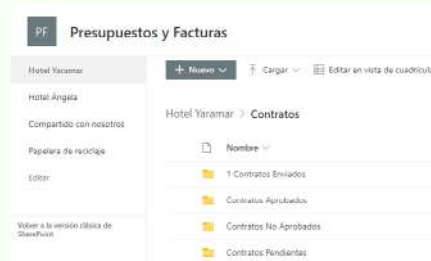 PF
Presupuestos y Facturas
Hotel Yaramar
Hotel Ángela
Compartido con nosotros
Papelera de reciclaje
Editar
Volver a la versión clásica de
SharePoint
+ Nuevo
Cargar
Editar en vista de cuadrícula
Hotel Yaramar > Contratos
Nombre
1 Contratos Enviados
Contratos Aprobados
Contratos No Aprobados
Contratos Pendientes